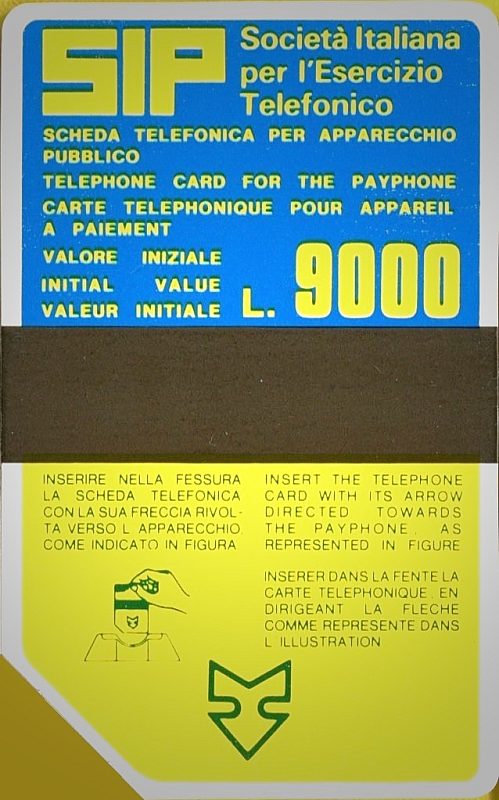 SIP
Società Italiana
per l'Esercizio
Telefonico
SCHEDA TELEFONICA PER APPARECCHIO
PUBBLICO
TELEPHONE CARD FOR THE PAYPHONE
CARTE TELEPHONIQUE POUR APPAREIL
A PAIEMENT
VALORE INIZIALE
INITIAL VALUE
VALEUR INITIALE
L. 9000
INSERIRE NELLA FESSURA
LA SCHEDA TELEFONICA
CON LA SUA FRECCIA RIVOL-
TA VERSO L APPARECCHIO,
COME INDICATO IN FIGURA
INSERT THE TELEPHONE
CARD WITH ITS ARROW
DIRECTED TOWARDS
THE PAYPHONE, AS
REPRESENTED IN FIGURE
INSERER DANS LA FENTE LA
CARTE TELEPHONIQUE, EN
DIRIGEANT LA FLECHE
COMME REPRESENTE DANS
L ILLUSTRATION